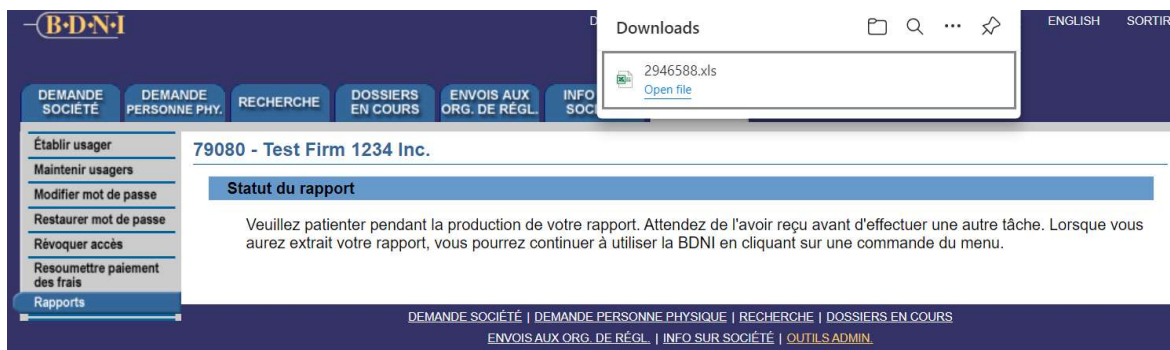 B•D•N•I
D
ENGLISH
SORTIR
Downloads
2946588.xls
Open file
DEMANDE
SOCIÉTÉ
DEMANDE
PERSONNE PHY.
RECHERCHE
DOSSIERS
EN COURS
ENVOIS AUX
ORG. DE RÉGL.
INFO
SOCI
Établir usager
Maintenir usagers
Modifier mot de passe
Restaurer mot de passe
Révoquer accès
Resoumettre paiement
des frais
Rapports
79080 - Test Firm 1234 Inc.
Statut du rapport
Veuillez patienter pendant la production de votre rapport. Attendez de l'avoir reçu avant d'effectuer une autre tâche. Lorsque vous
aurez extrait votre rapport, vous pourrez continuer à utiliser la BDNI en cliquant sur une commande du menu.
DEMANDE SOCIÉTÉ | DEMANDE PERSONNE PHYSIQUE | RECHERCHE | DOSSIERS EN COURS
ENVOIS AUX ORG. DE RÉGL. | INFO SUR SOCIÉTÉ | OUTILS ADMIN.